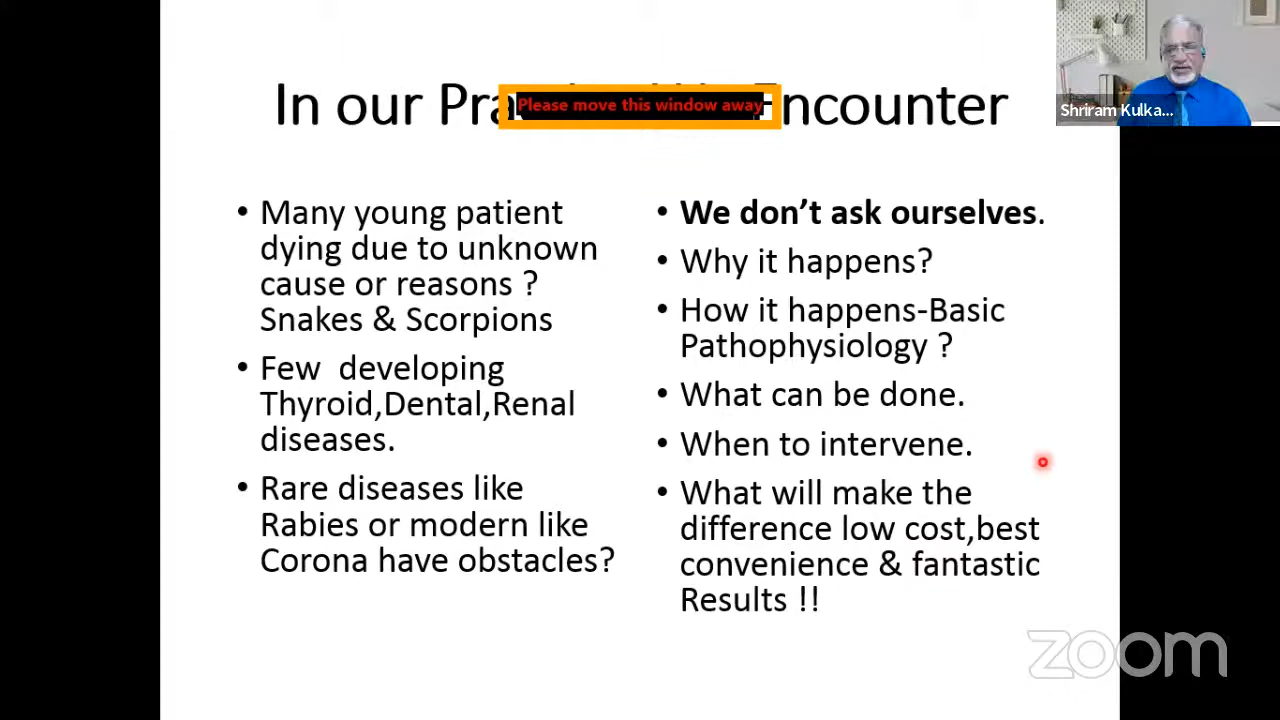 In our Pra
Please move this window away
Encounter
Shriram Kulka...
• Many young patient
dying due to unknown
cause or reasons ?
Snakes & Scorpions
• Few developing
Thyroid,Dental,Renal
diseases.
• Rare diseases like
Rabies or modern like
Corona have obstacles?
• We don't ask ourselves.
• Why it happens?
• How it happens-Basic
Pathophysiology ?
• What can be done.
• When to intervene.
• What will make the
difference low cost,best
convenience & fantastic
Results !!
zoom